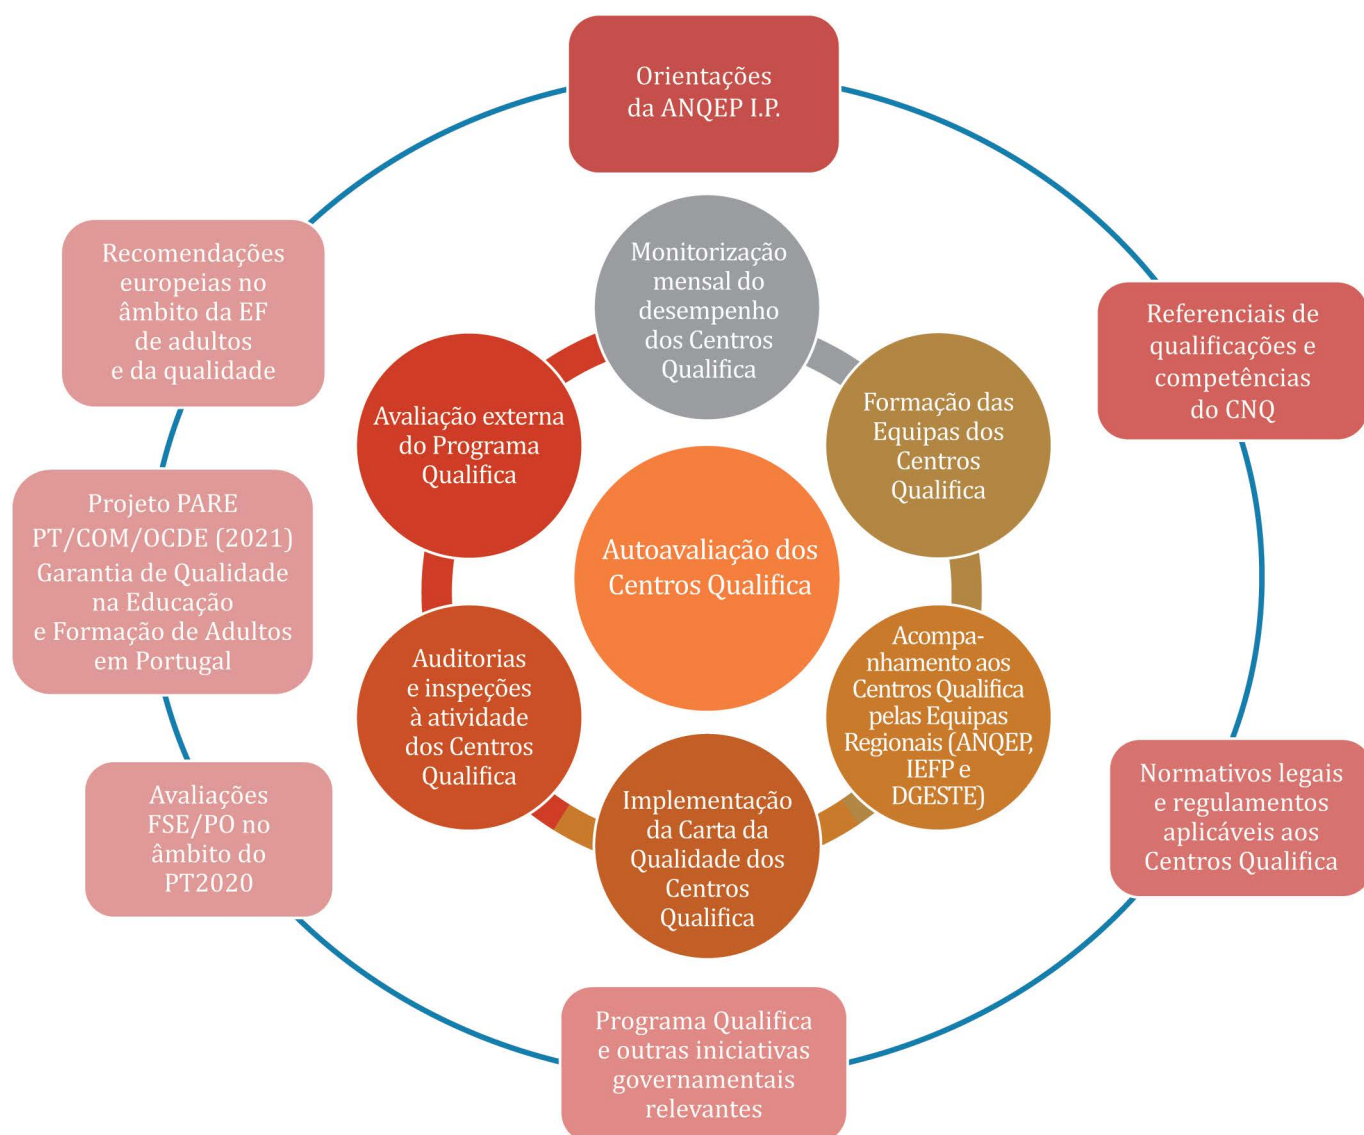 Orientações
da ANQEP I.P.
Referenciais de
qualificações e
competências
do CNQ
Normativos legais
e regulamentos
aplicáveis aos
Centros Qualifica
Programa Qualifica
e outras iniciativas
governamentais
relevantes
Avaliações
FSE/PO no
âmbito do
PT2020
Projeto PARE
PT/COM/OCDE (2021)
Garantia de Qualidade
na Educação
e Formação de Adultos
em Portugal
Recomendações
europeias no
âmbito da EF
de adultos
e da qualidade
Monitorização
mensal do
desempenho
dos Centros
Qualifica
Formação das
Equipas dos
Centros
Qualifica
Acompa-
nhamento aos
Centros Qualifica
pelas Equipas
Regionais (ANQEP,
IEFP e
DGESTE)
Implementação
da Carta da
Qualidade dos
Centros
Qualifica
Auditorias
e inspeções
à atividade
dos Centros
Qualifica
Avaliação externa
do Programa
Qualifica
Autoavaliação dos
Centros Qualifica